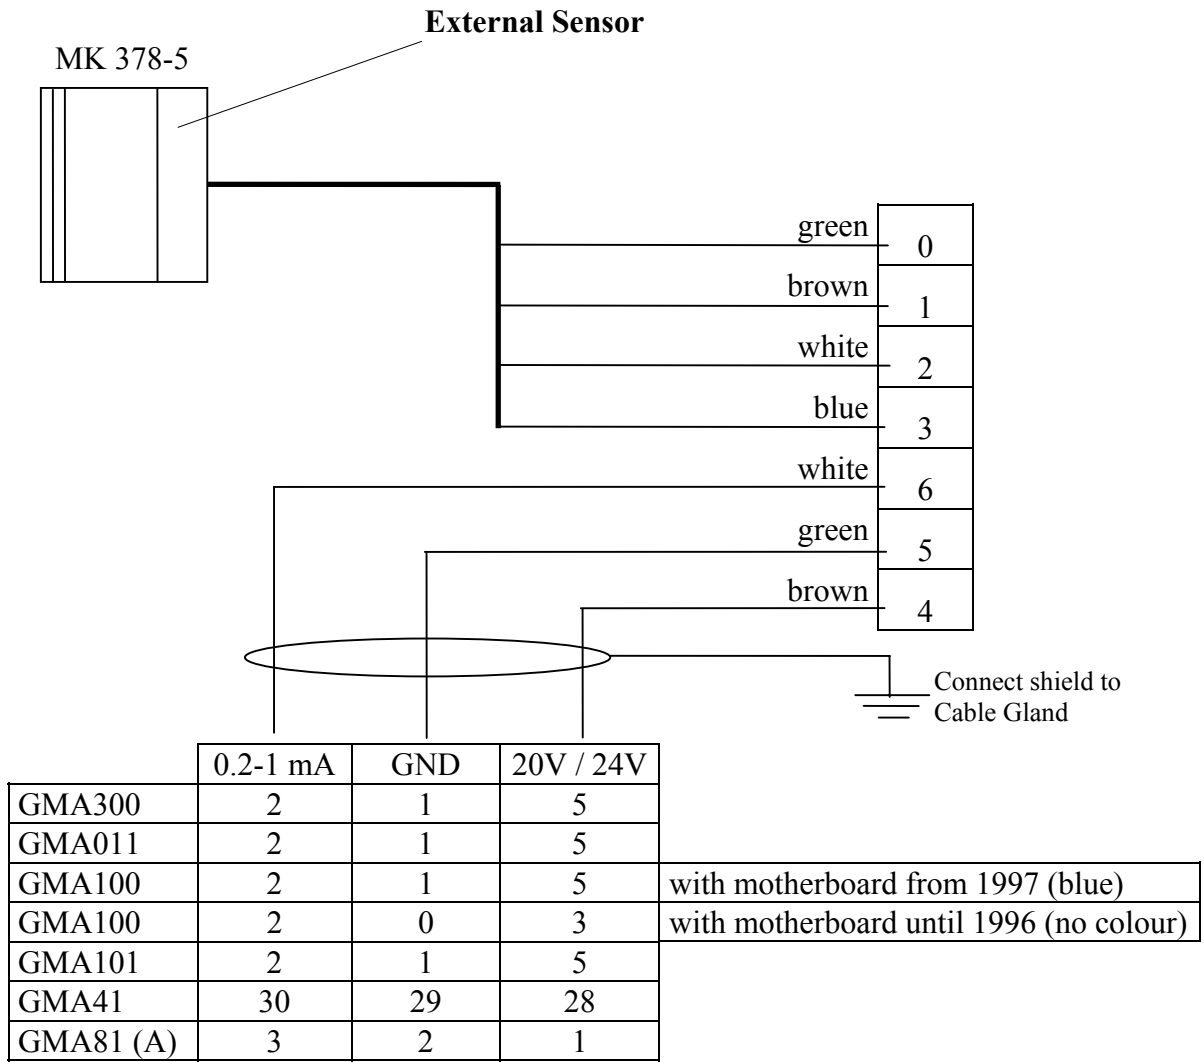 External Sensor
MK 378-5
green 0
brown 1
white 2
blue 3
white 6
green 5
brown 4
Connect shield to
Cable Gland
0.2-1 mA GND 20V / 24V
GMA300 2 1 5
GMA011 2 1 5
GMA100 2 1 5 with motherboard from 1997 (blue)
GMA100 2 0 3 with motherboard until 1996 (no colour)
GMA101 2 1 5
GMA41 30 29 28
GMA81 (A) 3 2 1